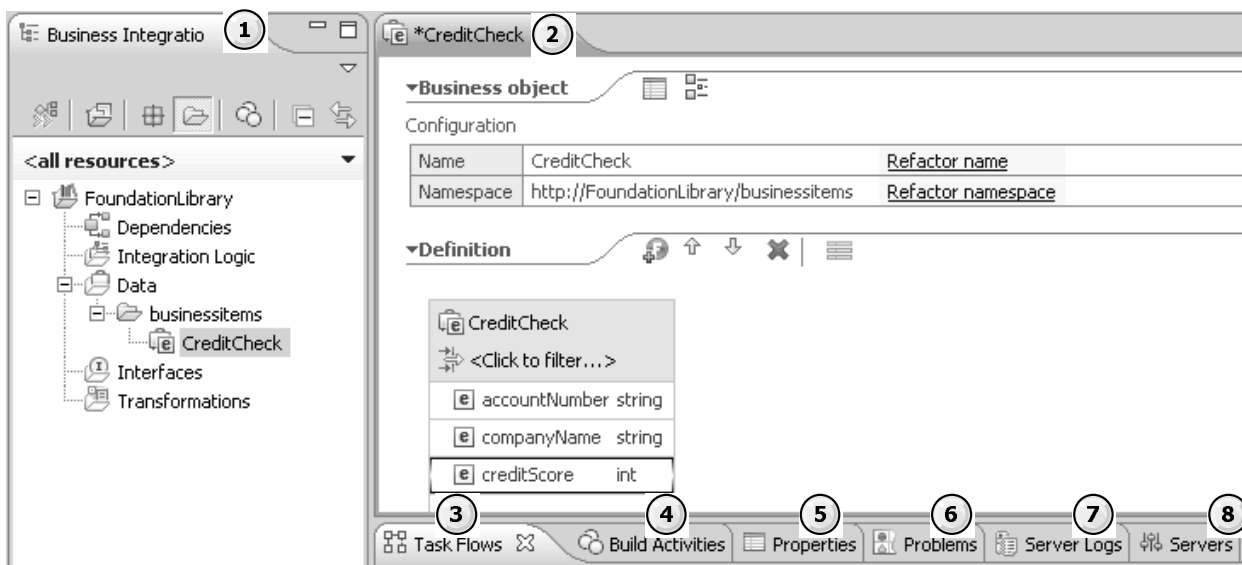 Business Integratio 1
*CreditCheck 2
<all resources>
FoundationLibrary
Dependencies
Integration Logic
Data
businessitems
CreditCheck
Interfaces
Transformations
Business object
Configuration
Name CreditCheck Refactor name
Namespace http://FoundationLibrary/businessitems Refactor namespace
Definition
CreditCheck
<Click to filter...>
e accountNumber string
e companyName string
e creditScore int
3 4 5 6 7 8
Task Flows Build Activities Properties Problems Server Logs Servers